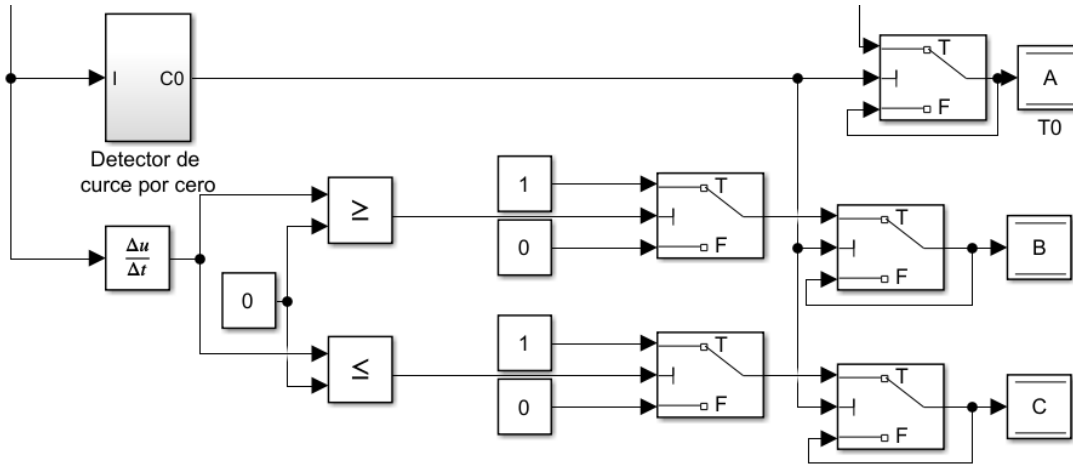 I C0
Detector de
curce por cero
T
F
A
T0
Δu
Δt
≥
1
0
T
F
T
F
B
0
≤
1
0
T
F
T
F
C